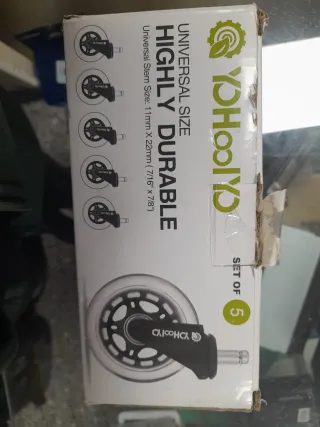 YOHOOlYO
SET OF 5
UNIVERSAL SIZE
HIGHLY DURABLE
Universal Stem Size: 11mm X 22mm ( 7/16" x 7/8")
YOHOOlYO